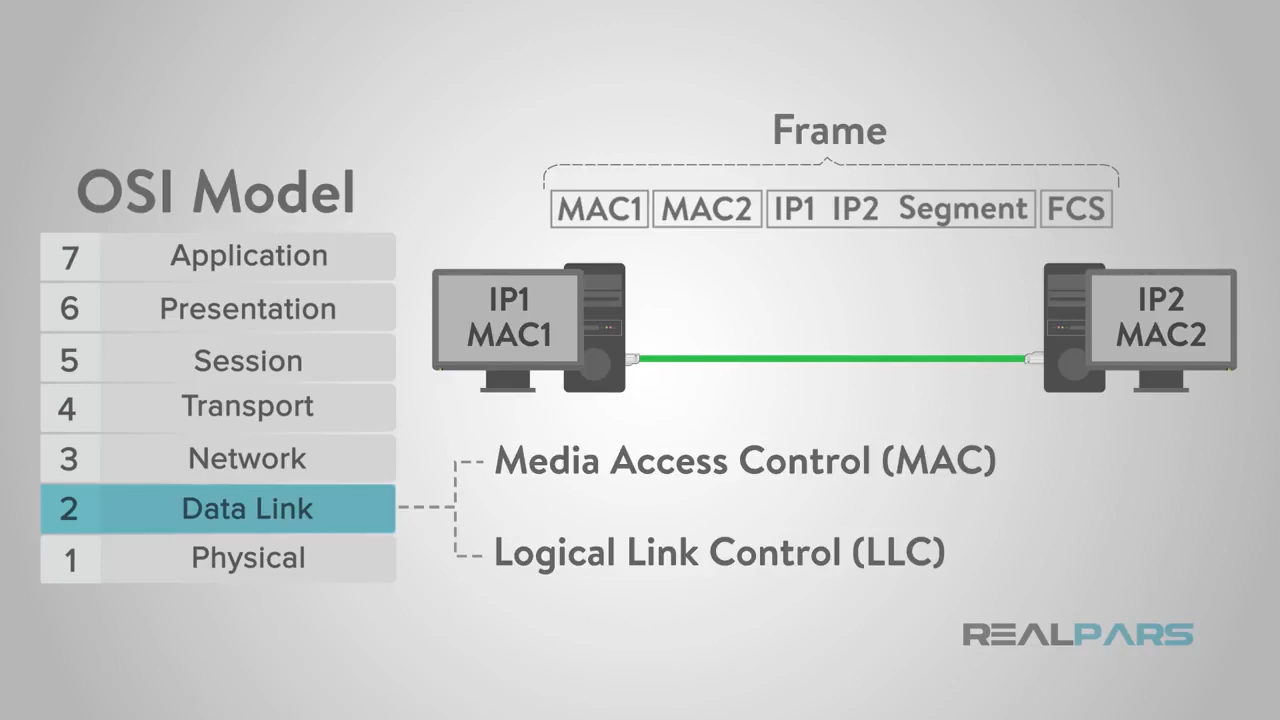 OSI Model
7 Application
6 Presentation
5 Session
4 Transport
3 Network
2 Data Link
1 Physical
Frame
MAC1 MAC2 IP1 IP2 Segment FCS
IP1
MAC1
IP2
MAC2
Media Access Control (MAC)
Logical Link Control (LLC)
REALPARS